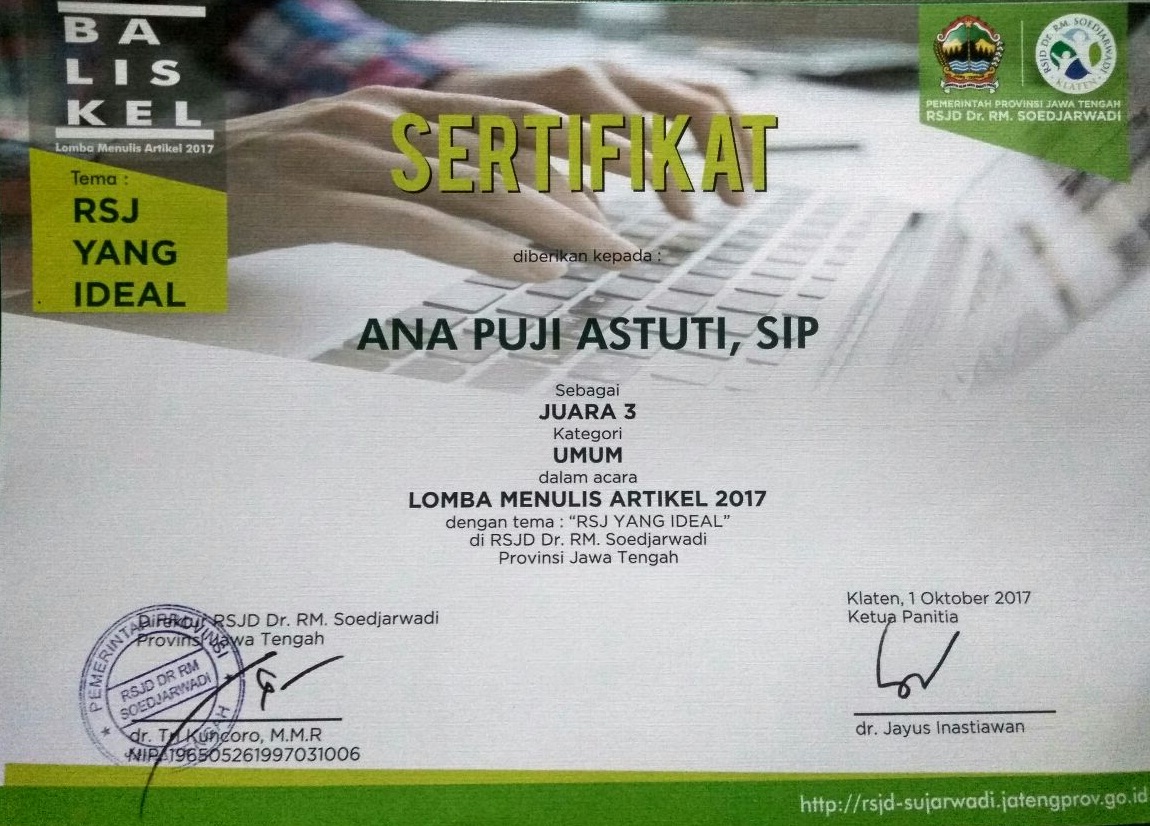 BA
LIS
KEL
Lomba Menulis Artikel 2017
Tema :
RSJ
YANG
IDEAL
RSJD Dr. RM. SOEDJARWADI
KLATEN
PEMERINTAH PROVINSI JAWA TENGAH
RSJD Dr. RM. SOEDJARWADI
SERTIFIKAT
diberikan kepada :
ANA PUJI ASTUTI, SIP
Sebagai
JUARA 3
Kategori
UMUM
dalam acara
LOMBA MENULIS ARTIKEL 2017
dengan tema : “RSJ YANG IDEAL”
di RSJD Dr. RM. Soedjarwadi
Provinsi Jawa Tengah
Direktur RSJD Dr. RM. Soedjarwadi
Provinsi Jawa Tengah
PEMERINTAH PROVINSI
RSJD DR RM
SOEDJARWADI
dr. Tri Kuncoro, M.M.R
NIP. 196505261997031006
Klaten, 1 Oktober 2017
Ketua Panitia
dr. Jayus Inastiawan
http://rsjd-sujarwadi.jatengprov.go.id